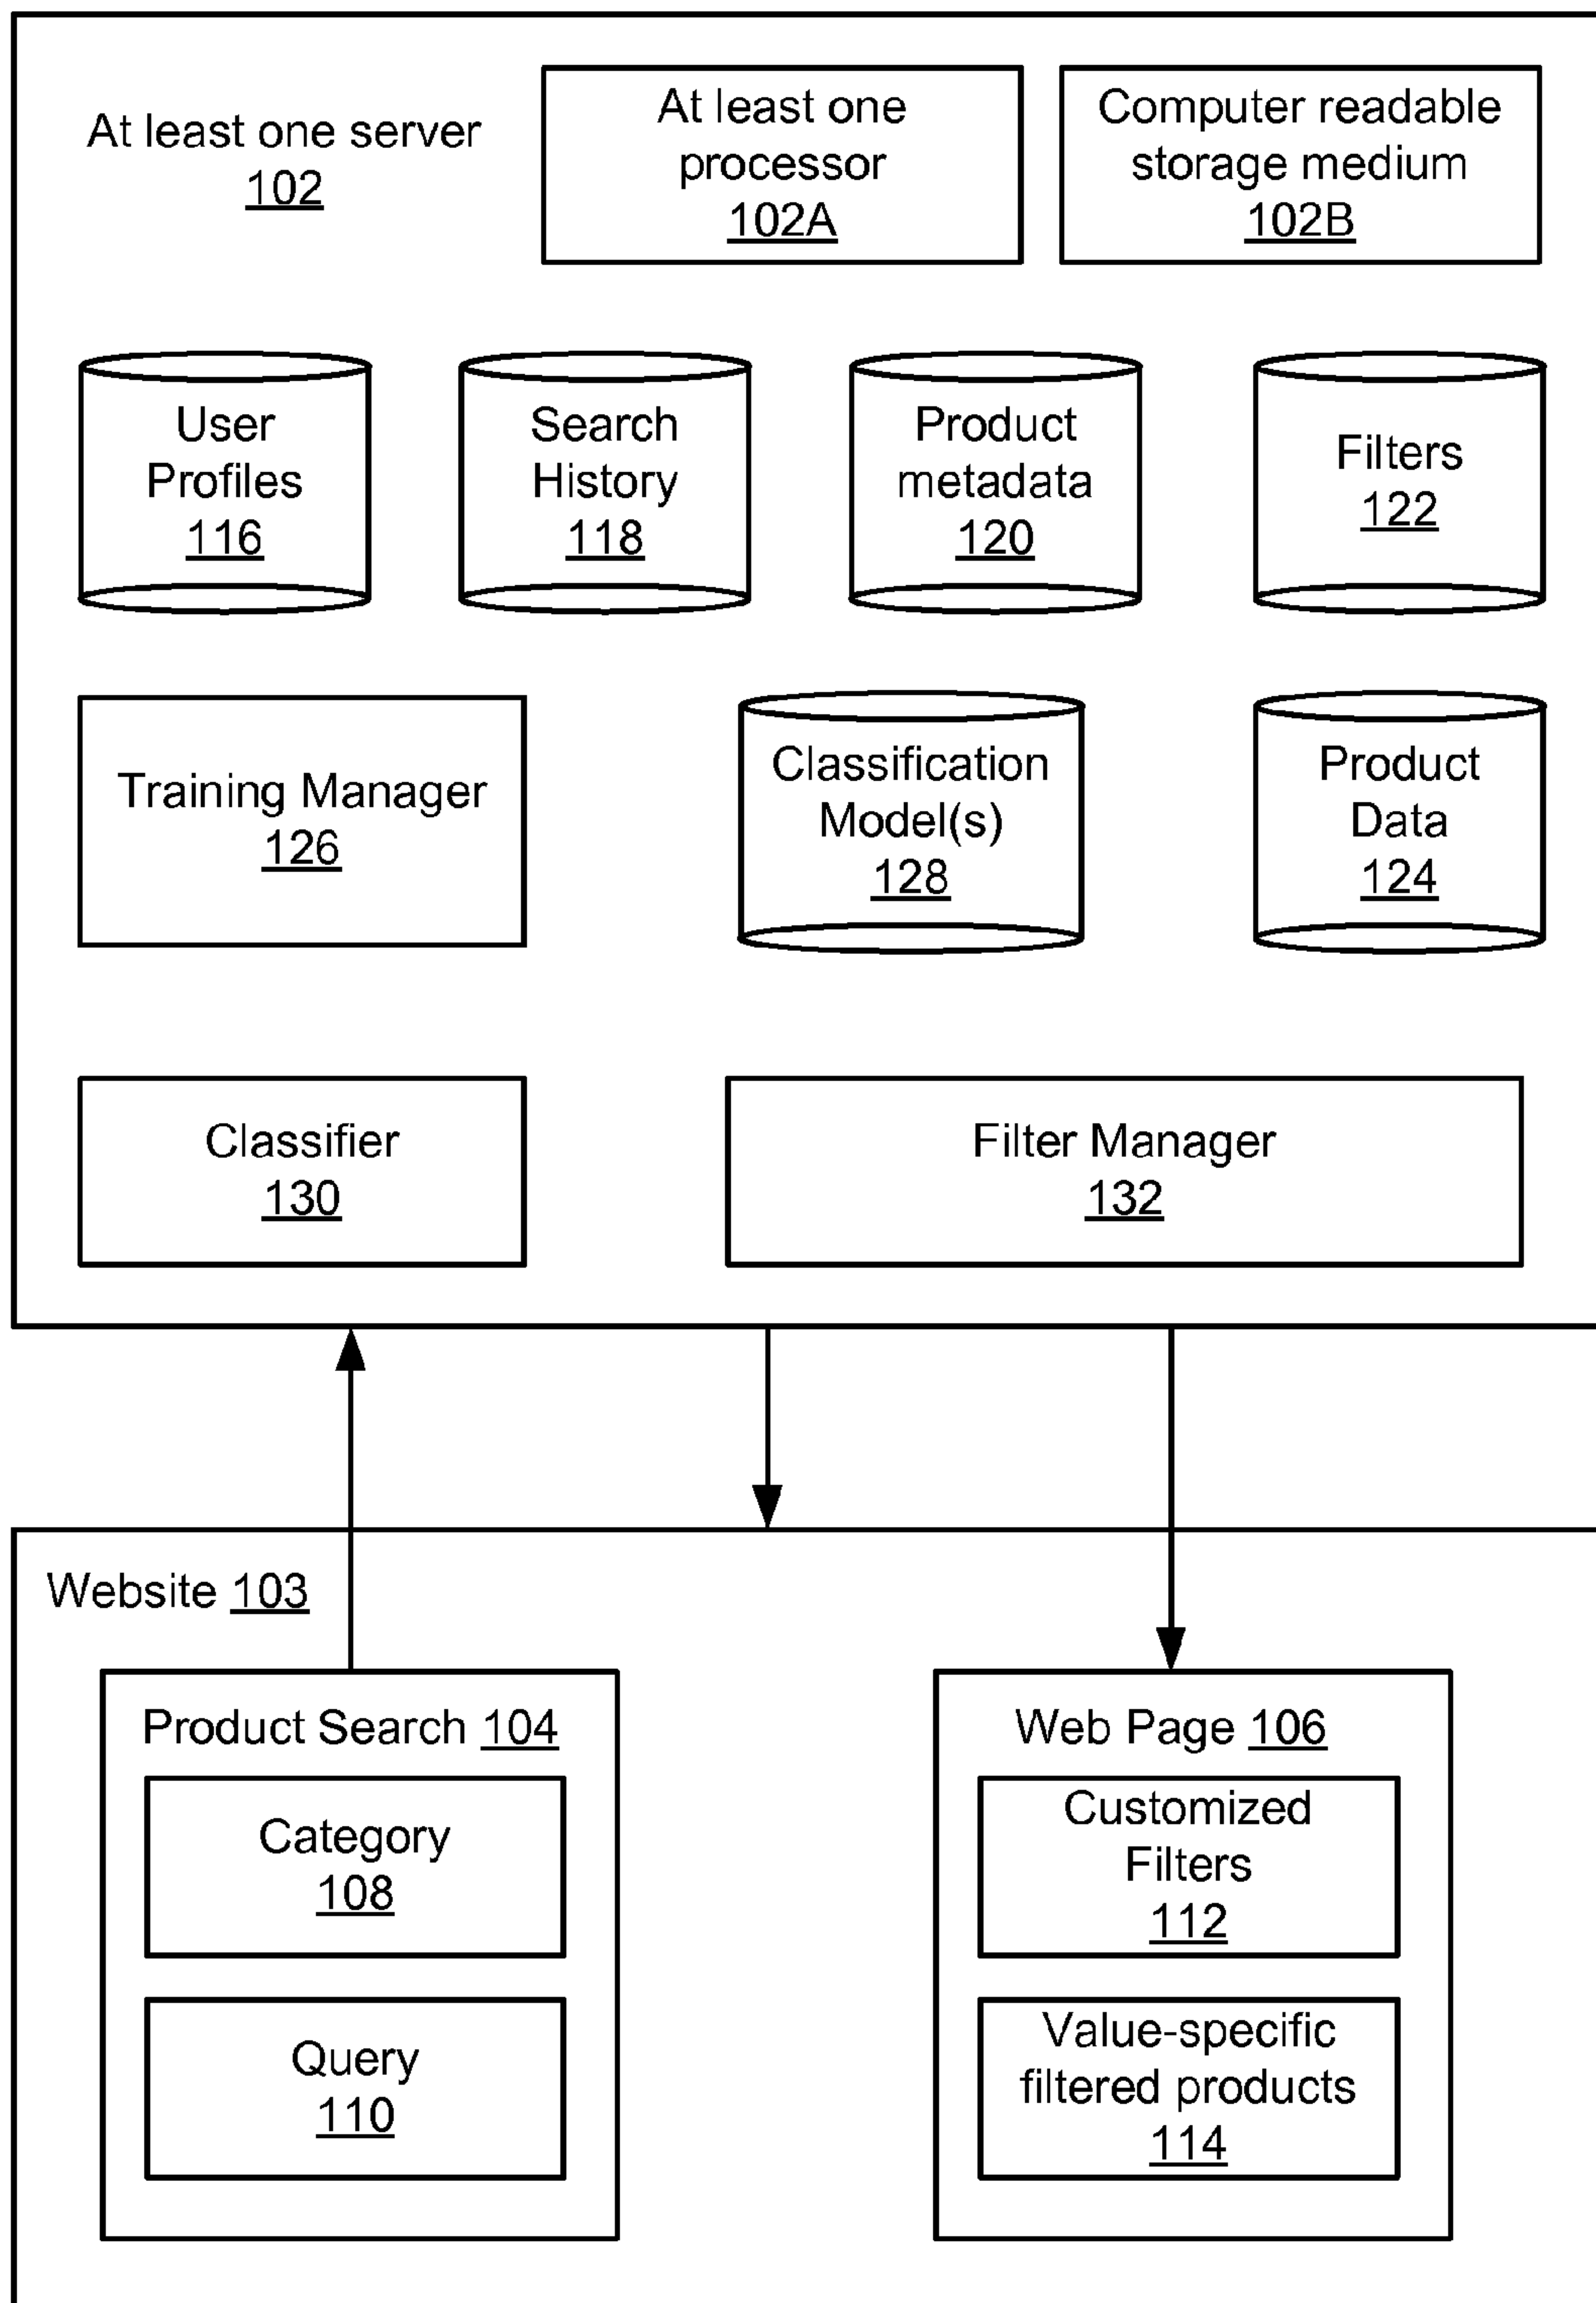 At least one server
102
At least one
processor
102A
Computer readable
storage medium
102B
User
Profiles
116
Search
History
118
Product
metadata
120
Filters
122
Training Manager
126
Classification
Model(s)
128
Product
Data
124
Classifier
130
Filter Manager
132
Website 103
Product Search 104
Category
108
Query
110
Web Page 106
Customized
Filters
112
Value-specific
filtered products
114